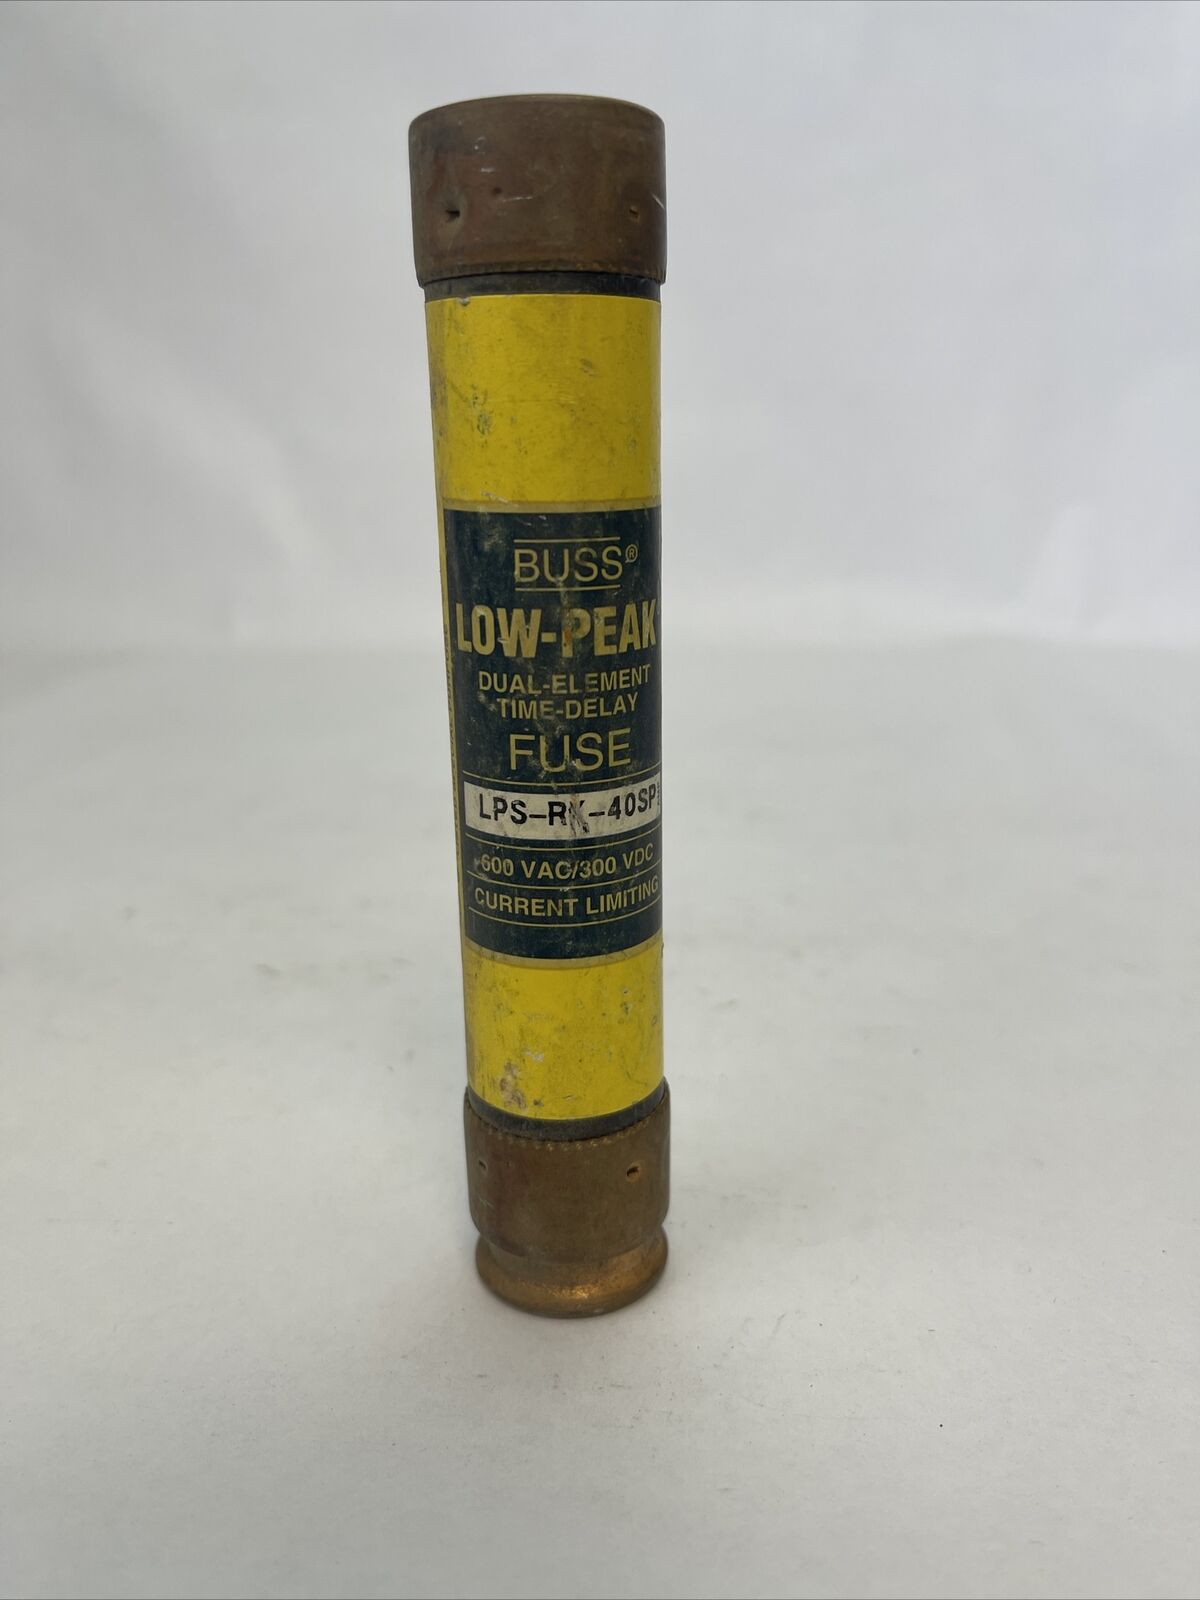 BUSS®
LOW-PEAK
DUAL-ELEMENT
TIME-DELAY
FUSE
LPS-RK-40SP
600 VAC/300 VDC
CURRENT LIMITING